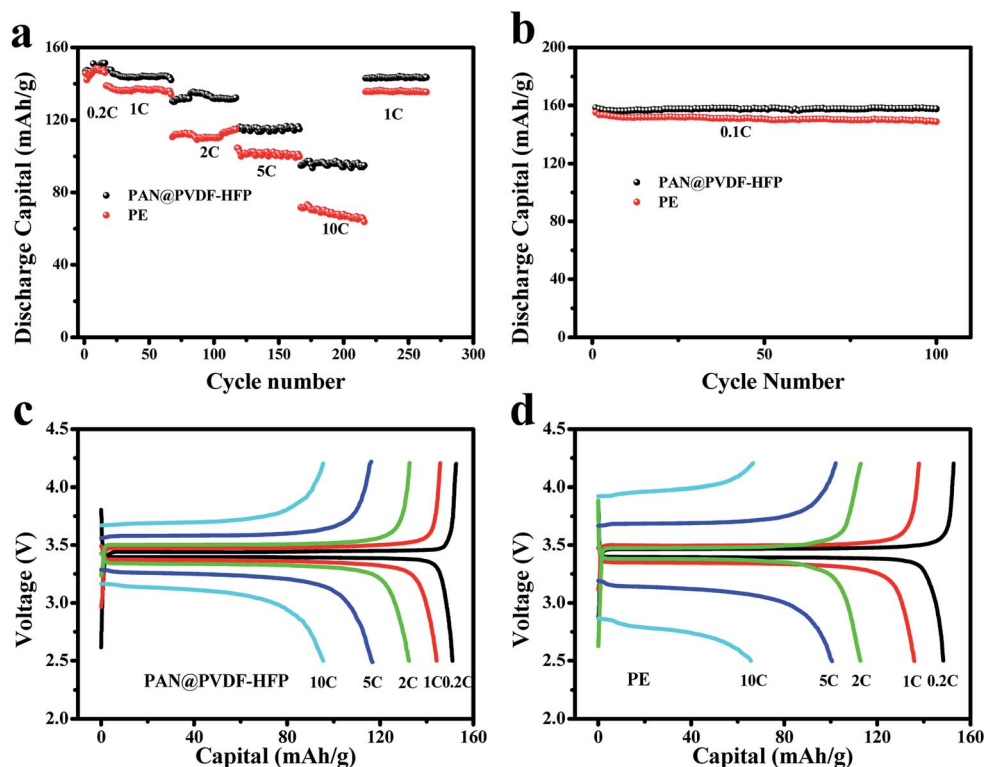 a
160
120
80
40
0
Discharge Capital (mAh/g)
0.2C
1C
2C
5C
10C
1C
PAN@PVDF-HFP
PE
0
50
100
150
200
250
300
Cycle number
b
200
160
120
80
40
0
Discharge Capital (mAh/g)
0.1C
PAN@PVDF-HFP
PE
0
50
100
Cycle Number
c
4.5
4.0
3.5
3.0
2.5
2.0
Voltage (V)
PAN@PVDF-HFP
10C
5C
2C
1C
0.2C
0
40
80
120
160
Capital (mAh/g)
d
4.5
4.0
3.5
3.0
2.5
2.0
Voltage (V)
PE
10C
5C
2C
1C
0.2C
0
40
80
120
160
Capital (mAh/g)